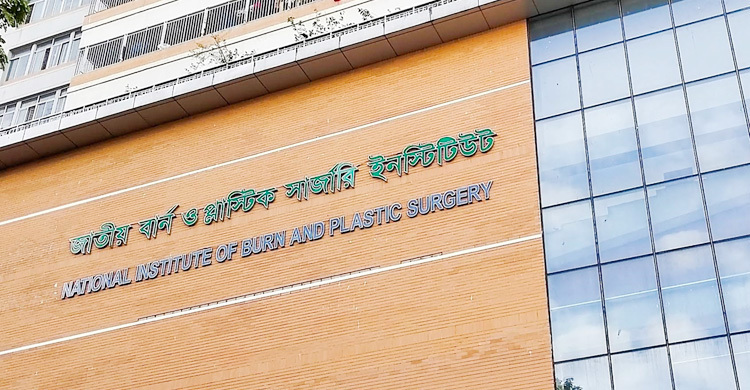 জাতীয় বার্ন ও প্লাস্টিক সার্জারি ইনস্টিটিউট
NATIONAL INSTITUTE OF BURN AND PLASTIC SURGERY